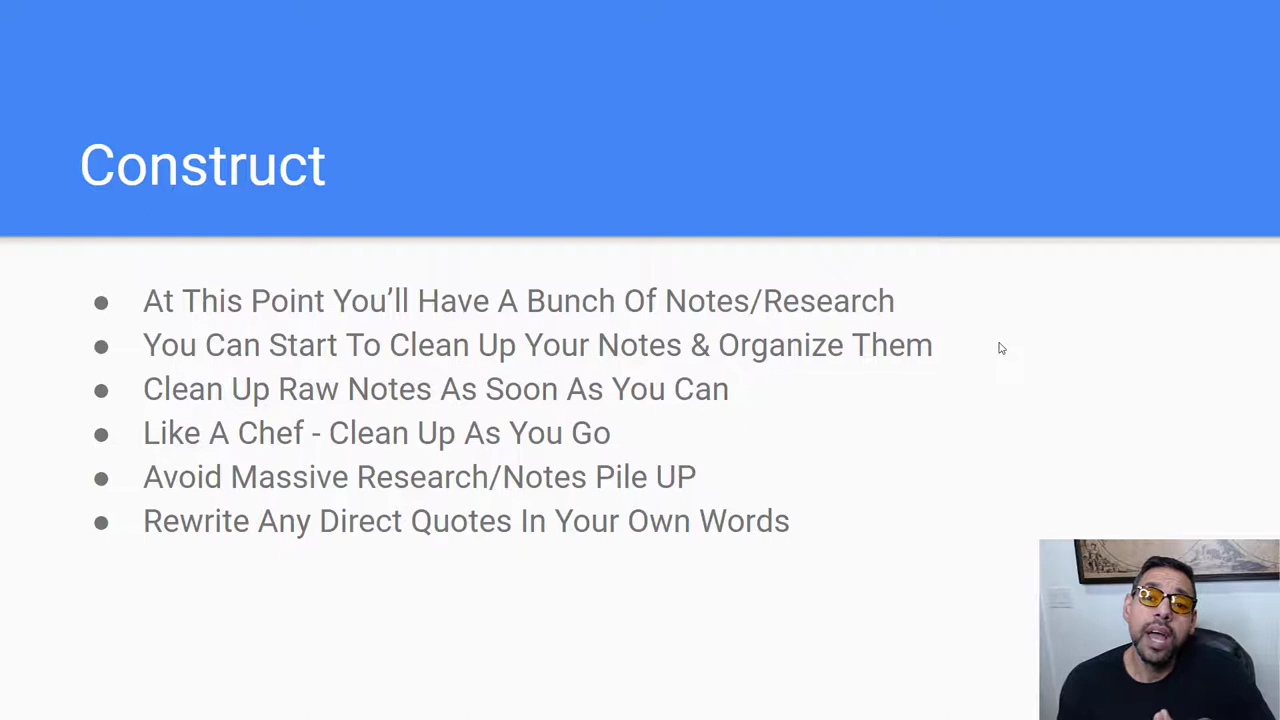 Construct
● At This Point You’ll Have A Bunch Of Notes/Research
● You Can Start To Clean Up Your Notes & Organize Them
● Clean Up Raw Notes As Soon As You Can
● Like A Chef - Clean Up As You Go
● Avoid Massive Research/Notes Pile UP
● Rewrite Any Direct Quotes In Your Own Words